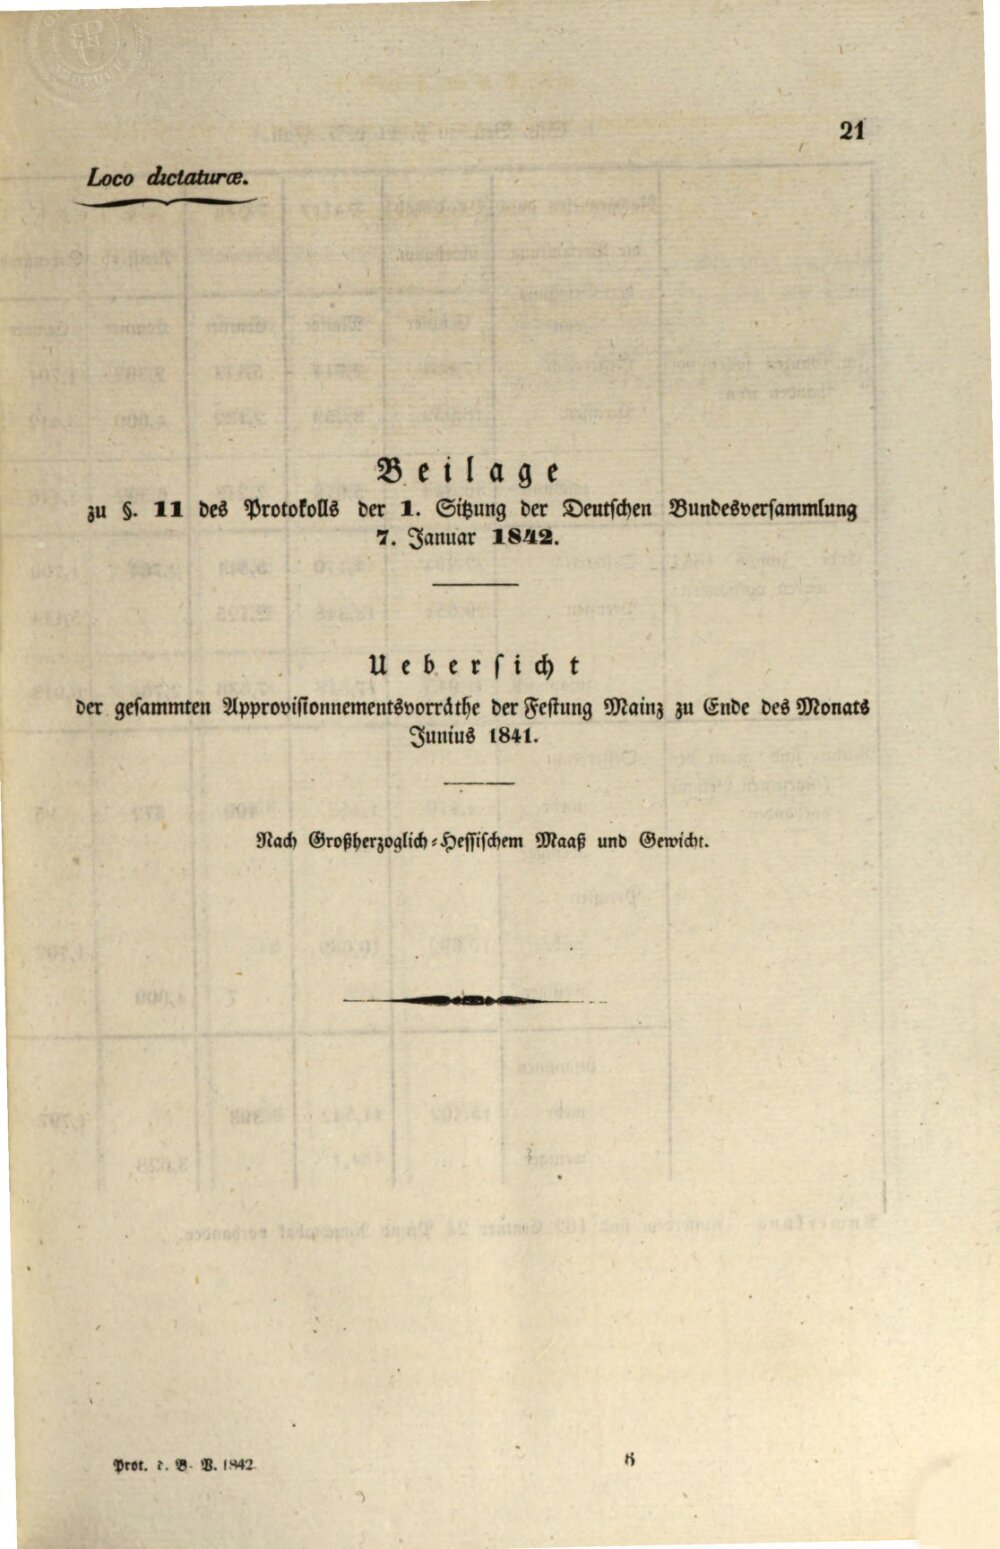 21
Loco dictaturæ.
Beilage
zu §. 11 des Protokolls der 1. Sitzung der Deutschen Bundesversammlung
7. Januar 1842.
Uebersicht
der gesammten Approvisionnementsvorräthe der Festung Mainz zu Ende des Monats
Junius 1841.
Nach Großherzoglich-Hessischem Maaß und Gewicht.
Prot. d. B. V. 1842. 6